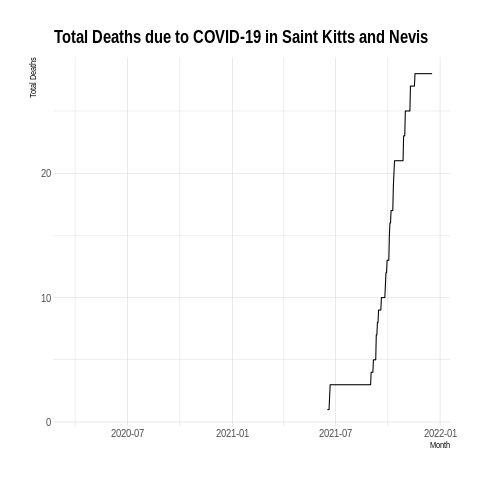 Total Deaths due to COVID-19 in Saint Kitts and Nevis
Total Deaths
20
10
0
2020-07 2021-01 2021-07 2022-01
Month